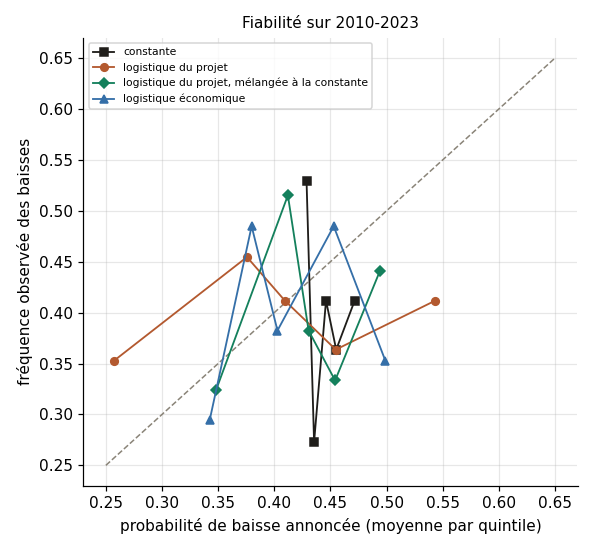 Fiabilité sur 2010-2023
constante
logistique du projet
logistique du projet, mélangée à la constante
logistique économique
fréquence observée des baisses
0.65
0.60
0.55
0.50
0.45
0.40
0.35
0.30
0.25
0.25 0.30 0.35 0.40 0.45 0.50 0.55 0.60 0.65
probabilité de baisse annoncée (moyenne par quintile)